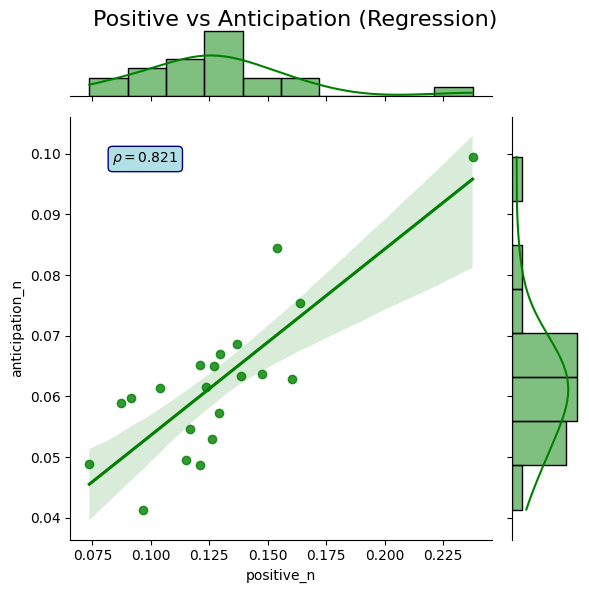 Positive vs Anticipation (Regression)
ρ = 0.821
0.10
0.09
0.08
0.07
0.06
0.05
0.04
anticipation_n
0.075 0.100 0.125 0.150 0.175 0.200 0.225
positive_n